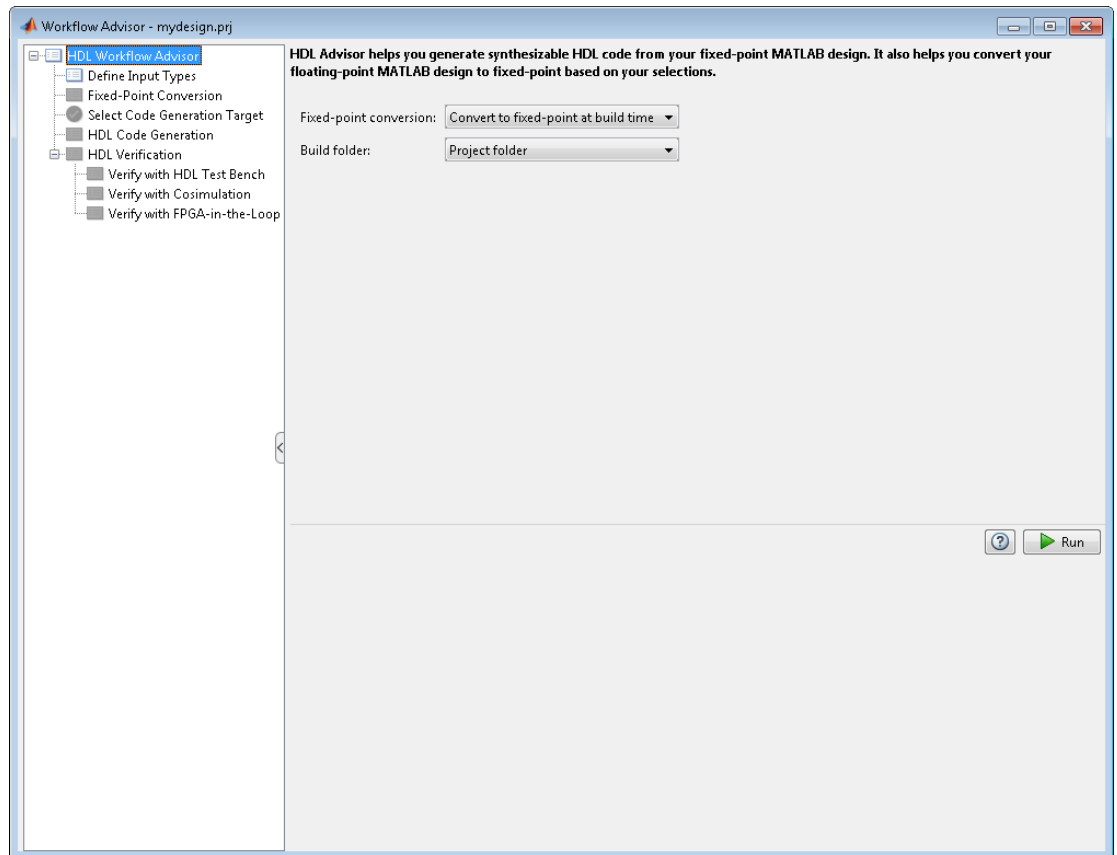 Workflow Advisor - mydesign.prj
HDL Workflow Advisor
Define Input Types
Fixed-Point Conversion
Select Code Generation Target
HDL Code Generation
HDL Verification
Verify with HDL Test Bench
Verify with Cosimulation
Verify with FPGA-in-the-Loop
HDL Advisor helps you generate synthesizable HDL code from your fixed-point MATLAB design. It also helps you convert your
floating-point MATLAB design to fixed-point based on your selections.
Fixed-point conversion: Convert to fixed-point at build time
Build folder: Project folder
? Run